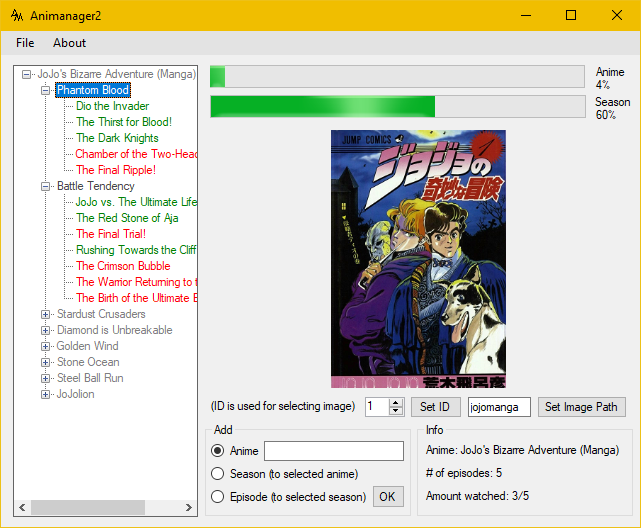 Animanager2
File About
JoJo's Bizarre Adventure (Manga)
Phantom Blood
Dio the Invader
The Thirst for Blood!
The Dark Knights
Chamber of the Two-Head
The Final Ripple!
Battle Tendency
JoJo vs. The Ultimate Life
The Red Stone of Aja
The Final Trial!
Rushing Towards the Cliff
The Crimson Bubble
The Warrior Returning to t
The Birth of the Ultimate B
Stardust Crusaders
Diamond is Unbreakable
Golden Wind
Stone Ocean
Steel Ball Run
JoJolion
Anime
4%
Season
60%
JUMP COMICS
ジョジョの
1
奇妙な冒険
荒木飛呂彦
(ID is used for selecting image) 1 Set ID jojomanga Set Image Path
Add
Anime
Season (to selected anime)
Episode (to selected season) OK
Info
Anime: JoJo's Bizarre Adventure (Manga)
# of episodes: 5
Amount watched: 3/5